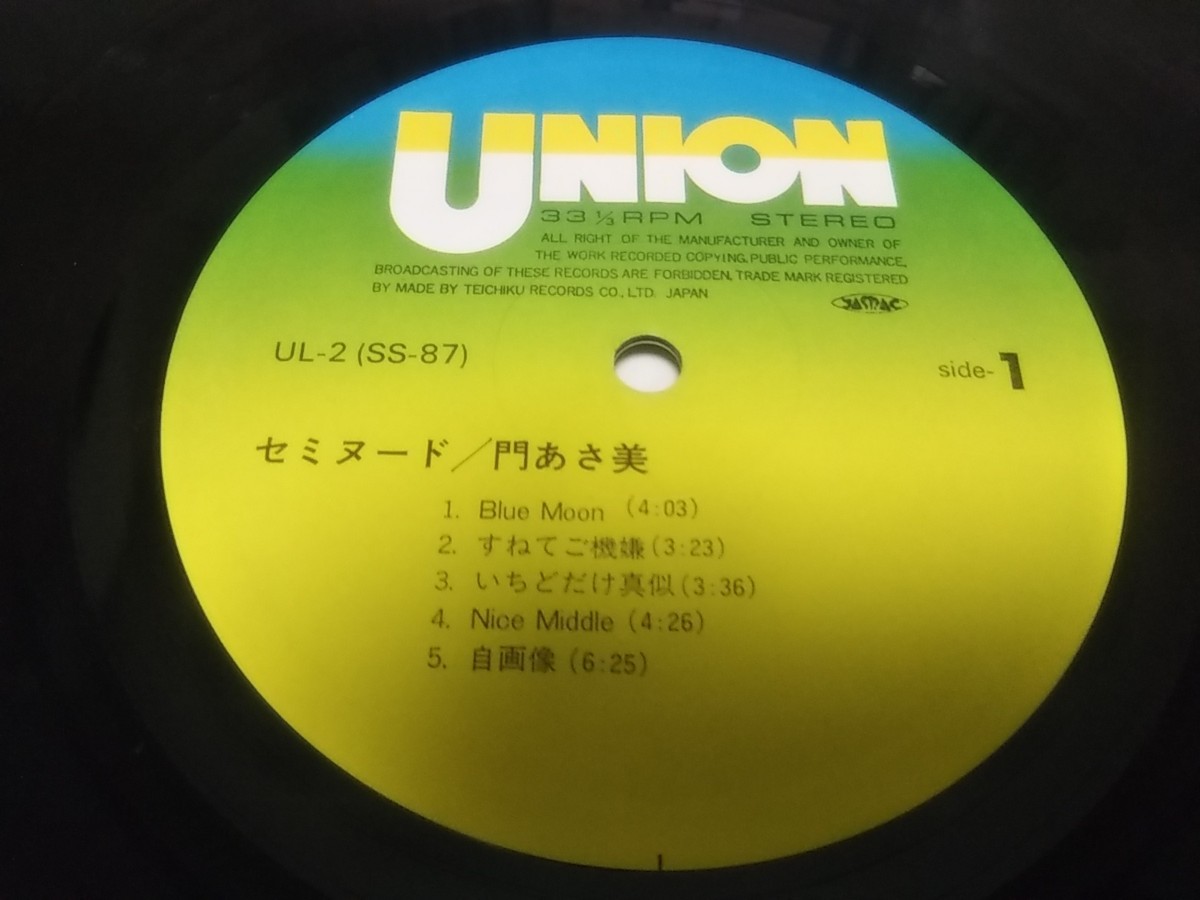 UNION
33 1/3 RPM STEREO
ALL RIGHT OF THE MANUFACTURER AND OWNER OF
THE WORK RECORDED COPYING, PUBLIC PERFORMANCE,
BROADCASTING OF THESE RECORDS ARE FORBIDDEN, TRADE MARK REGISTERED
BY MADE BY TEICHIKU RECORDS CO., LTD. JAPAN
JASRAC
UL-2 (SS-87)
side-1
セミヌード/門あさ美
1. Blue Moon (4:03)
2. すねてご機嫌 (3:23)
3. いちどだけ真似 (3:36)
4. Nice Middle (4:26)
5. 自画像 (6:25)